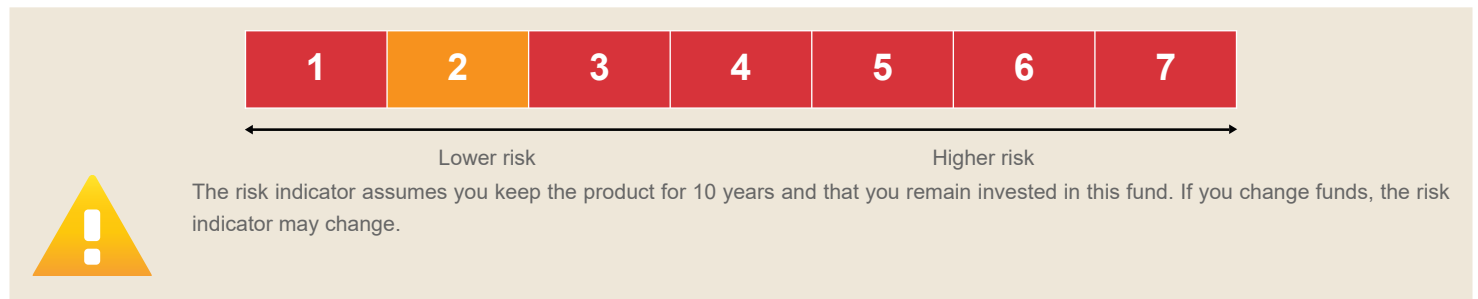 1 2 3 4 5 6 7
Lower risk Higher risk
The risk indicator assumes you keep the product for 10 years and that you remain invested in this fund. If you change funds, the risk
indicator may change.